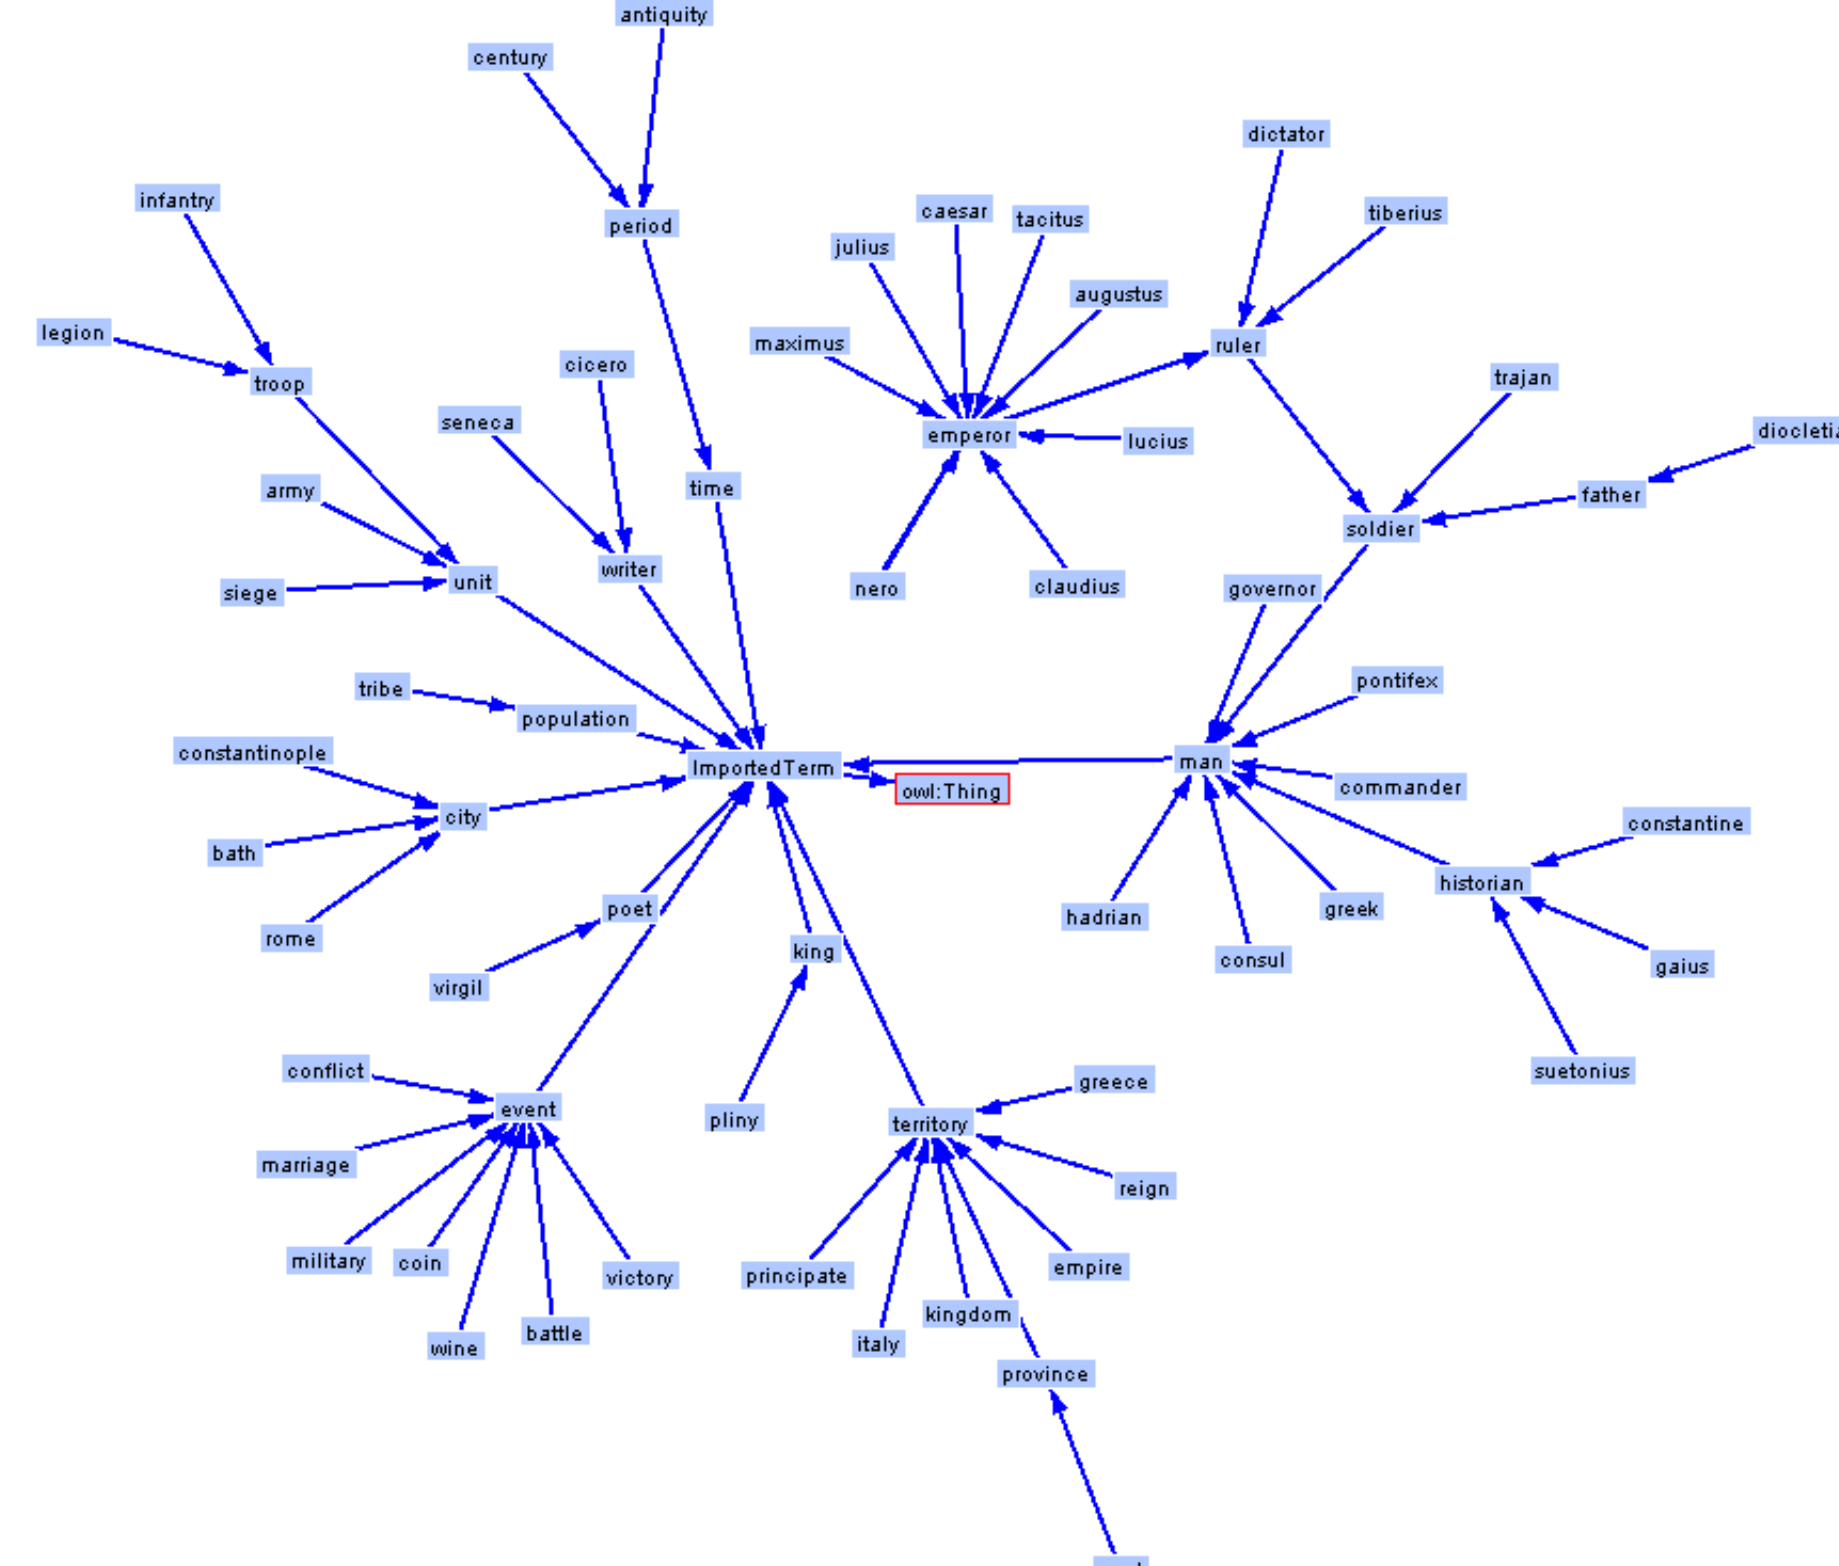 antiquity
century
dictator
infantry
caesar
tacitus
tiberius
period
julius
augustus
legion
maximus
ruler
troop
cicero
trajan
seneca
emperor
lucius
army
time
father
soldier
writer
unit
siege
nero
claudius
governor
tribe
population
pontifex
constantinople
ImportedTerm
man
owl:Thing
commander
city
constantine
bath
historian
poet
hadrian
greek
rome
king
consul
gaius
virgil
conflict
suetonius
event
pliny
greece
territory
marriage
reign
military
coin
victory
principate
empire
wine
battle
italy
kingdom
province